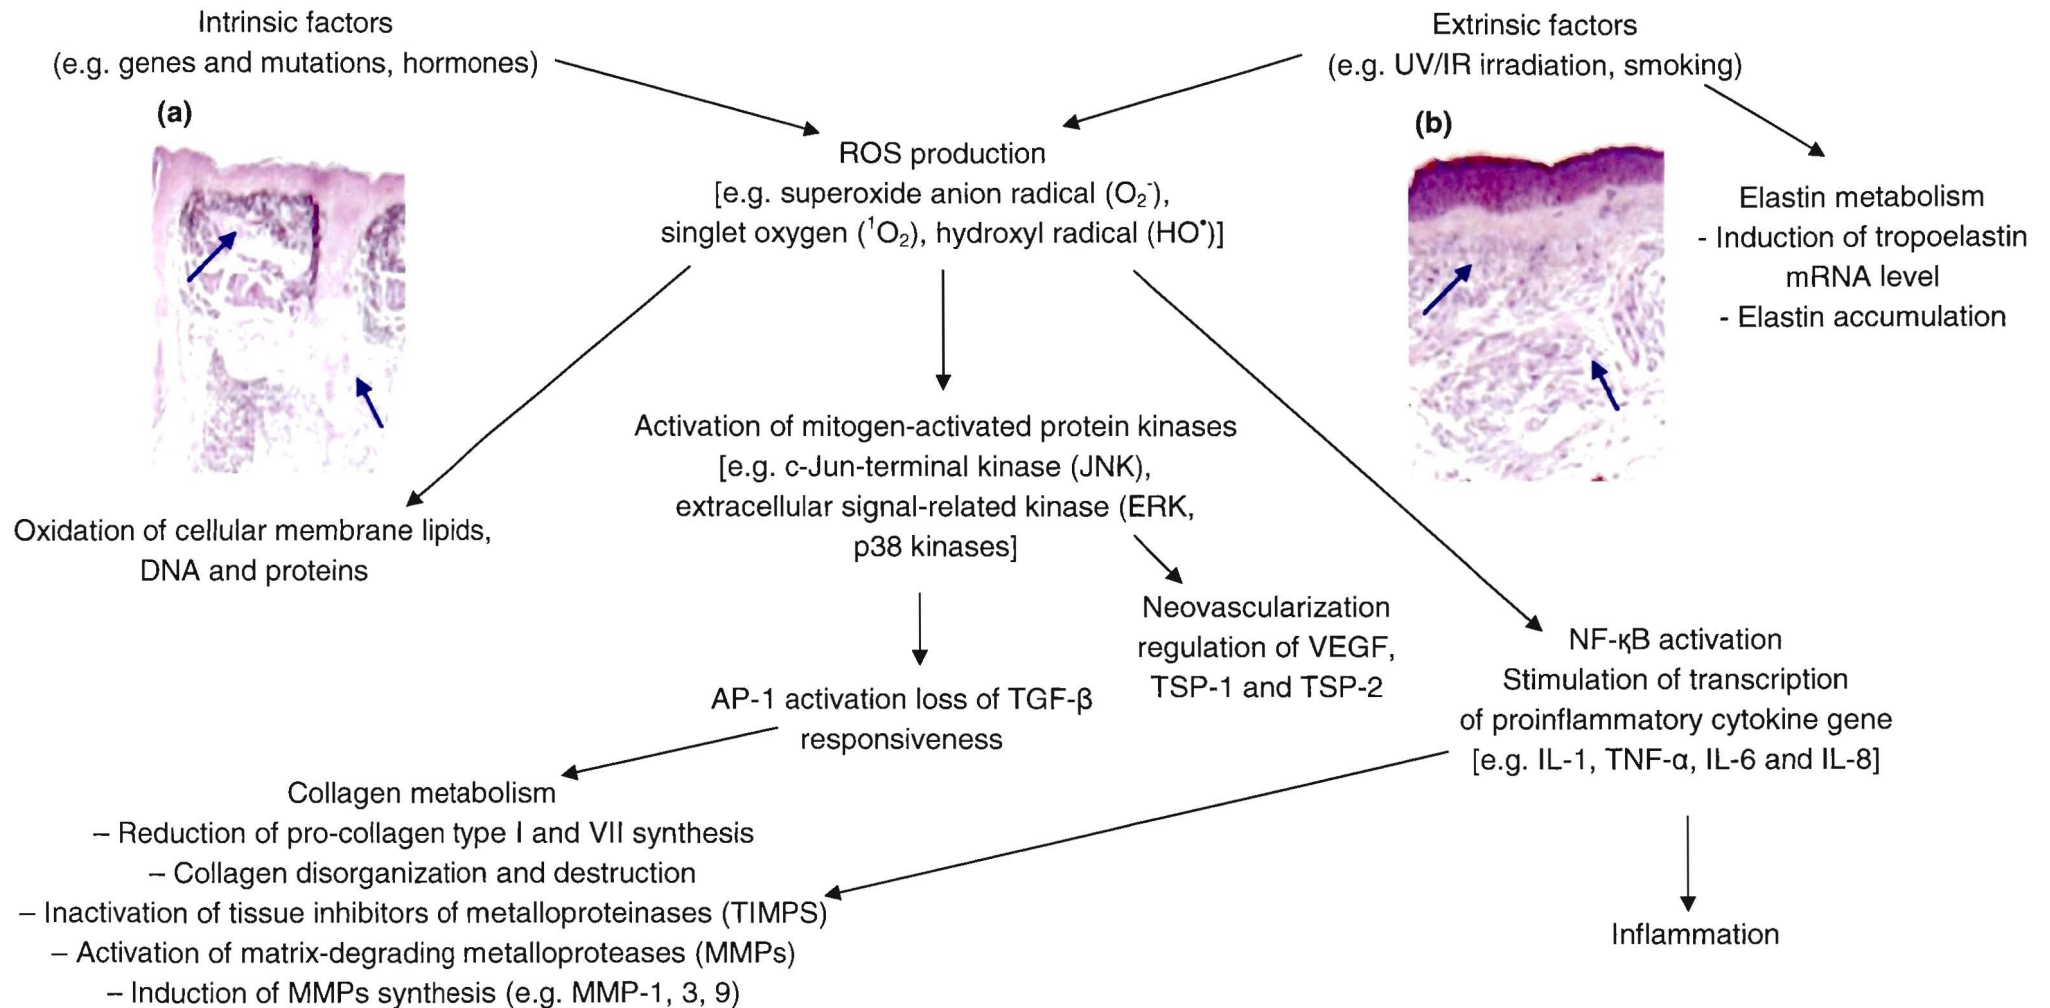 Intrinsic factors
(e.g. genes and mutations, hormones)
(a)
Extrinsic factors
(e.g. UV/IR irradiation, smoking)
(b)
ROS production
[e.g. superoxide anion radical (O₂⁻),
singlet oxygen (¹O₂), hydroxyl radical (HO•)]
Elastin metabolism
- Induction of tropoelastin
mRNA level
- Elastin accumulation
Activation of mitogen-activated protein kinases
[e.g. c-Jun-terminal kinase (JNK),
extracellular signal-related kinase (ERK,
p38 kinases]
Oxidation of cellular membrane lipids,
DNA and proteins
Neovascularization
regulation of VEGF,
TSP-1 and TSP-2
NF-κB activation
Stimulation of transcription
of proinflammatory cytokine gene
[e.g. IL-1, TNF-α, IL-6 and IL-8]
AP-1 activation loss of TGF-β
responsiveness
Collagen metabolism
– Reduction of pro-collagen type I and VII synthesis
– Collagen disorganization and destruction
– Inactivation of tissue inhibitors of metalloproteinases (TIMPS)
– Activation of matrix-degrading metalloproteases (MMPs)
– Induction of MMPs synthesis (e.g. MMP-1, 3, 9)
Inflammation